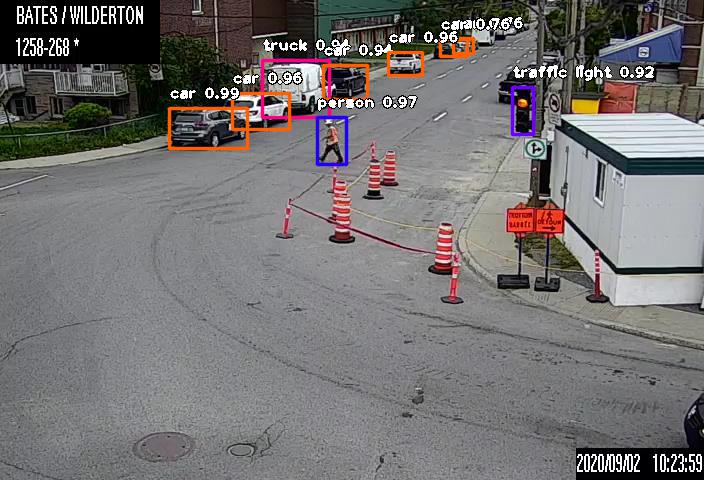 BATES / WILDERTON
1258-268 *
car 0.76
car 0.96
truck 0.94
car 0.94
car 0.96
car 0.99
person 0.97
traffic light 0.92
TROTTOIR
BARRÉ
DÉTOUR
2020/09/02 10:23:59